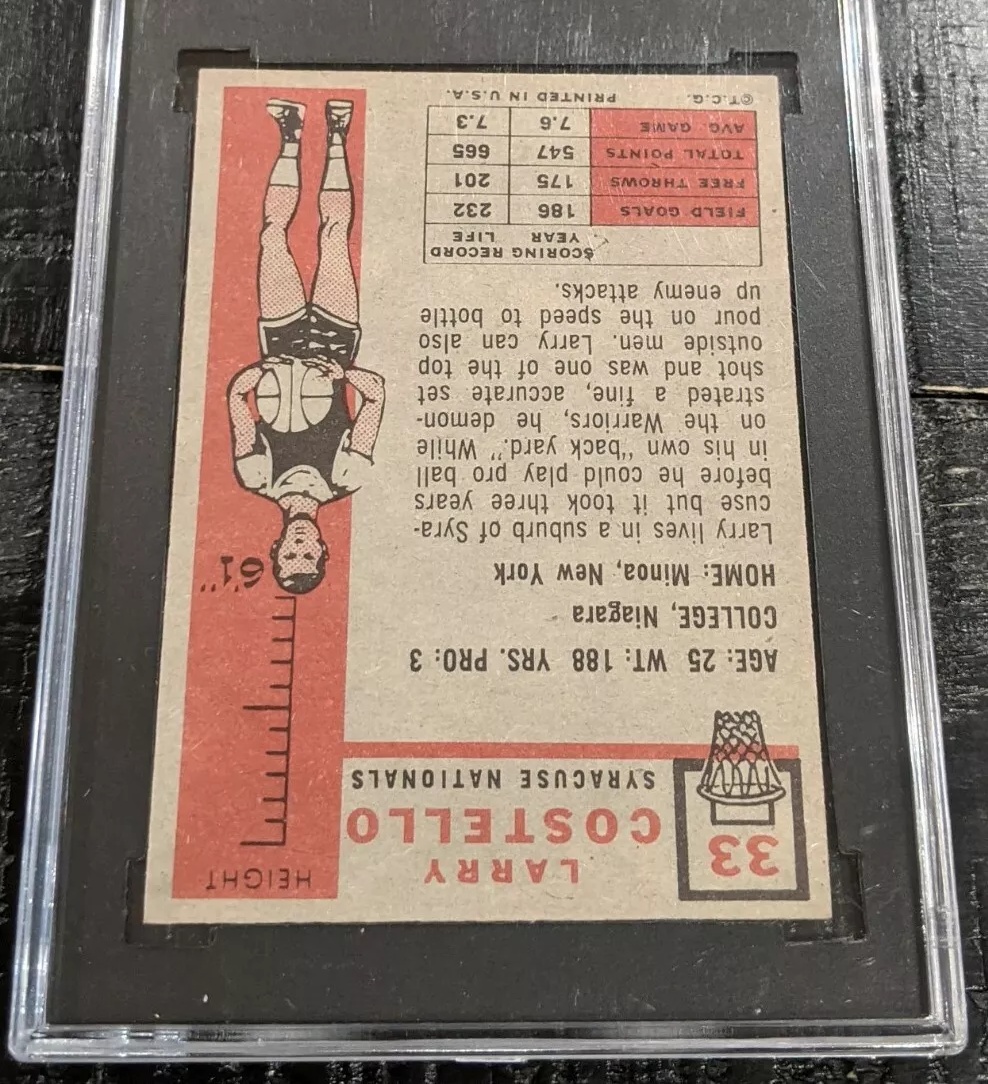 33
LARRY
COSTELLO
SYRACUSE NATIONALS
HEIGHT
6'1"
AGE: 25 WT: 188 YRS. PRO: 3
COLLEGE, Niagara
HOME: Minoa, New York
Larry lives in a suburb of Syra-
cuse but it took three years
before he could play pro ball
in his own "back yard." While
on the Warriors, he demon-
strated a fine, accurate set
shot and was one of the top
outside men. Larry can also
pour on the speed to bottle
up enemy attacks.
SCORING RECORD
YEAR LIFE
FIELD GOALS 186 232
FREE THROWS 175 201
TOTAL POINTS 547 665
AVG. GAME 7.6 7.3
©T.C.G. PRINTED IN U.S.A.